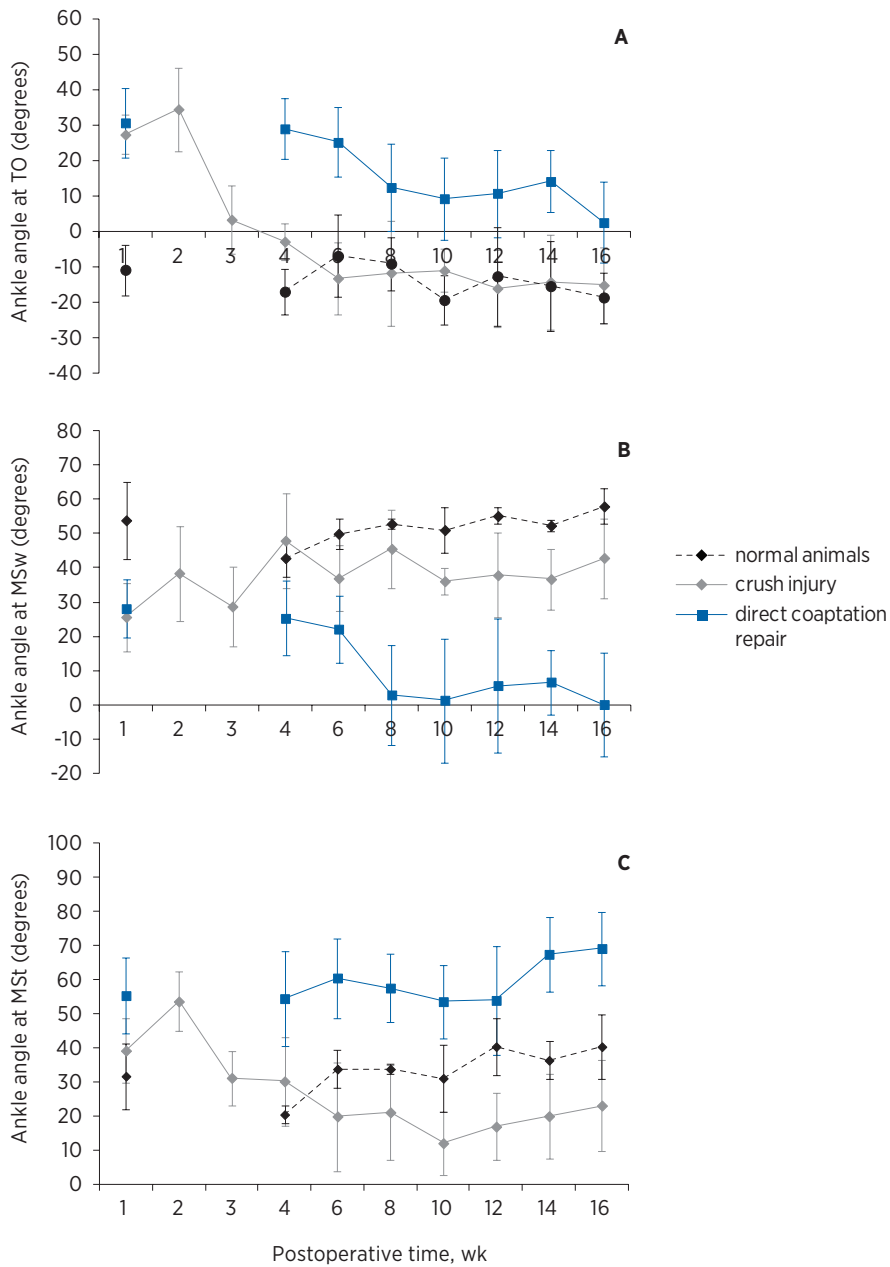 A
Ankle angle at TO (degrees)
60
50
40
30
20
10
0
-10
-20
-30
-40
1 2 3 4 6 8 10 12 14 16
B
Ankle angle at MSw (degrees)
80
70
60
50
40
30
20
10
0
-10
-20
1 2 3 4 6 8 10 12 14 16
normal animals
crush injury
direct coaptation
repair
C
Ankle angle at MSt (degrees)
100
90
80
70
60
50
40
30
20
10
0
1 2 3 4 6 8 10 12 14 16
Postoperative time, wk